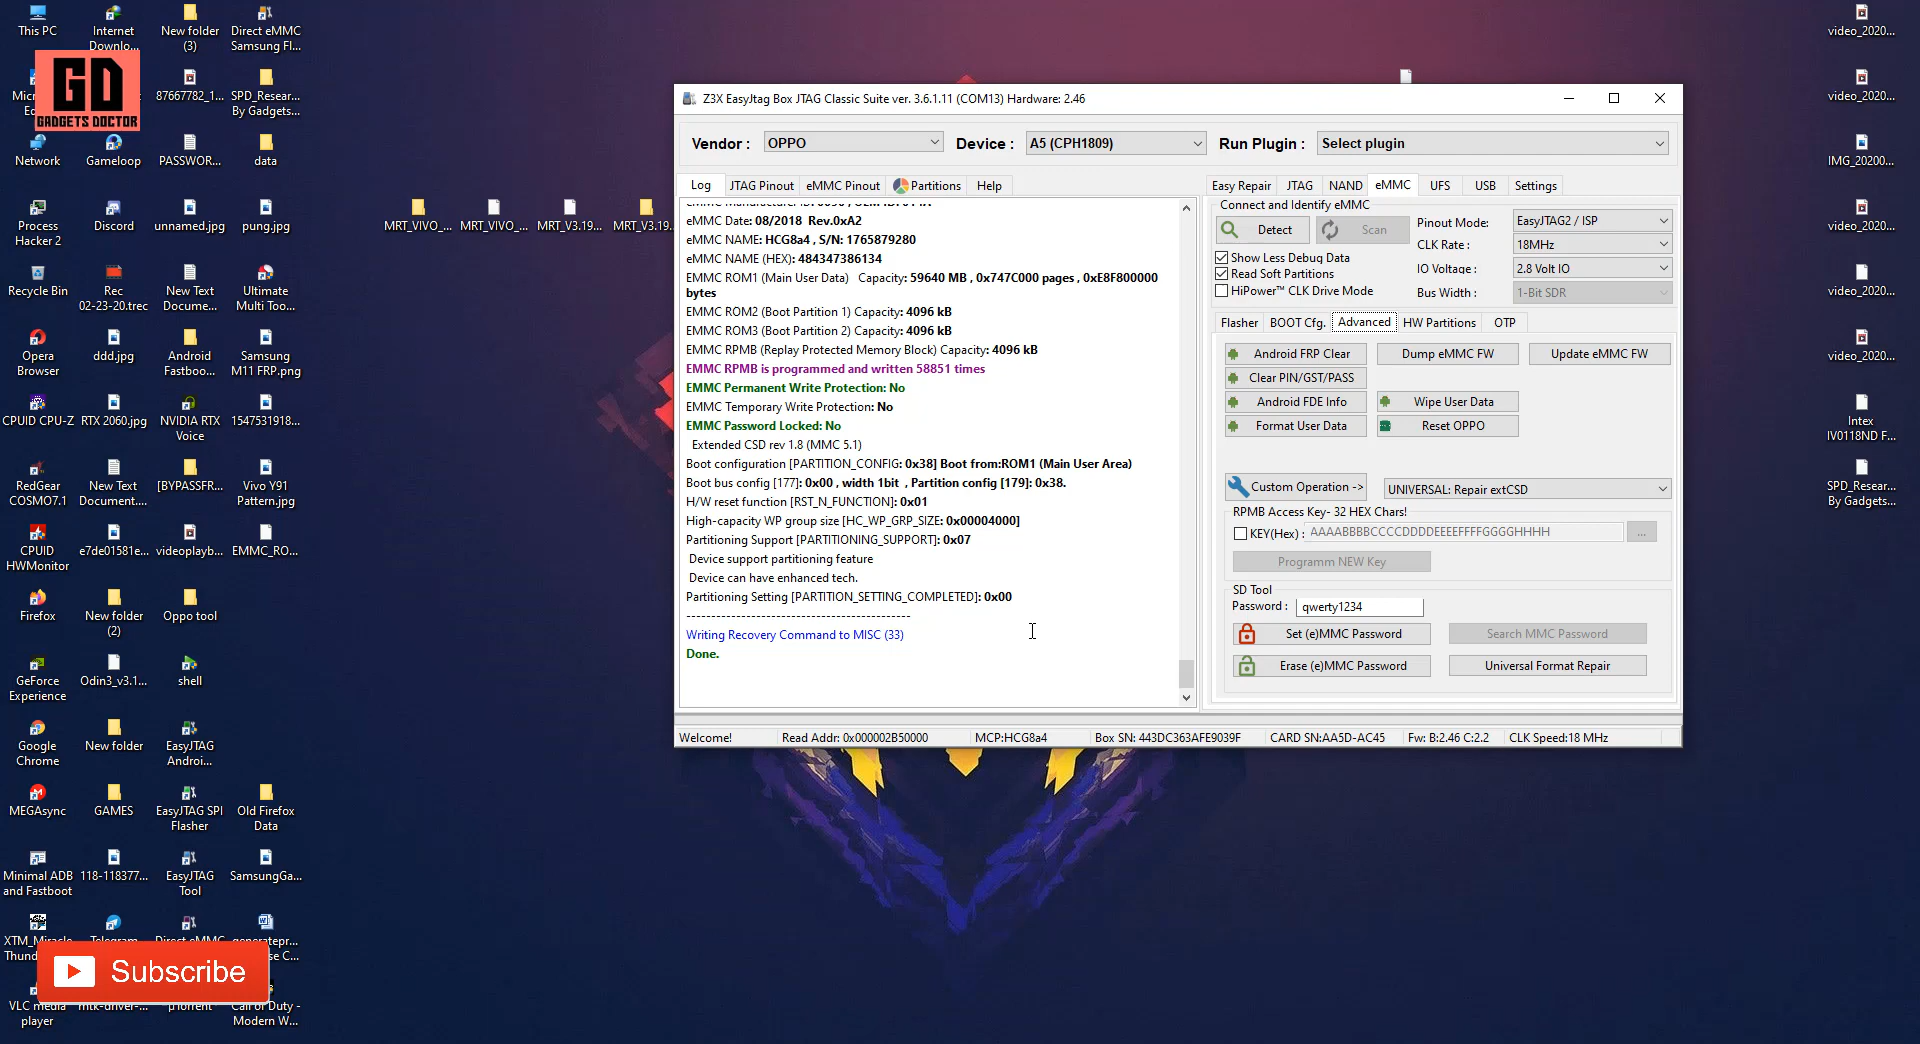 This PC
Internet
Downlo...
New folder
(3)
Direct eMMC
Samsung Fl...
GD
GADGETS DOCTOR
87667782_1...
SPD_Resear...
By Gadgets...
Network
Gameloop
PASSWOR...
data
Process
Hacker 2
Discord
unnamed.jpg
pung.jpg
Recycle Bin
Rec
02-23-20.trec
New Text
Docume...
Ultimate
Multi Too...
Opera
Browser
ddd.jpg
Android
Fastboo...
Samsung
M11 FRP.png
CPUID CPU-Z
RTX 2060.jpg
NVIDIA RTX
Voice
1547531918...
RedGear
COSMO7.1
New Text
Document....
[BYPASSFR...
Vivo Y91
Pattern.jpg
CPUID
HWMonitor
e7de01581e...
videoplayb...
EMMC_RO...
Firefox
New folder
(2)
Oppo tool
GeForce
Experience
Odin3_v3.1...
shell
Google
Chrome
New folder
EasyJTAG
Androi...
MEGAsync
GAMES
EasyJTAG SPI
Flasher
Old Firefox
Data
Minimal ADB
and Fastboot
118-118377...
EasyJTAG
Tool
SamsungGa...
XTM_Miracle
Telegram
Direct eMMC
Subscribe
VLC media
player
mtk-driver-...
µTorrent
Call of Duty -
Modern W...
MRT_VIVO_...
MRT_VIVO_...
MRT_V3.19...
MRT_V3.19...
Z3X EasyJtag Box JTAG Classic Suite ver. 3.6.1.11 (COM13) Hardware: 2.46
Vendor : OPPO Device : A5 (CPH1809) Run Plugin : Select plugin
Log JTAG Pinout eMMC Pinout Partitions Help
eMMC Date: 08/2018 Rev.0xA2
eMMC NAME: HCG8a4 , S/N: 1765879280
eMMC NAME (HEX): 484347386134
EMMC ROM1 (Main User Data) Capacity: 59640 MB , 0x747C000 pages , 0xE8F800000
bytes
EMMC ROM2 (Boot Partition 1) Capacity: 4096 kB
EMMC ROM3 (Boot Partition 2) Capacity: 4096 kB
EMMC RPMB (Replay Protected Memory Block) Capacity: 4096 kB
EMMC RPMB is programmed and written 58851 times
EMMC Permanent Write Protection: No
EMMC Temporary Write Protection: No
EMMC Password Locked: No
Extended CSD rev 1.8 (MMC 5.1)
Boot configuration [PARTITION_CONFIG: 0x38] Boot from:ROM1 (Main User Area)
Boot bus config [177]: 0x00 , width 1bit , Partition config [179]: 0x38.
H/W reset function [RST_N_FUNCTION]: 0x01
High-capacity WP group size [HC_WP_GRP_SIZE: 0x00004000]
Partitioning Support [PARTITIONING_SUPPORT]: 0x07
Device support partitioning feature
Device can have enhanced tech.
Partitioning Setting [PARTITION_SETTING_COMPLETED]: 0x00
--------------------------------------------
Writing Recovery Command to MISC (33)
Done.
Easy Repair JTAG NAND eMMC UFS USB Settings
Connect and Identify eMMC
Detect Scan
Show Less Debug Data
Read Soft Partitions
HiPower™ CLK Drive Mode
Pinout Mode: EasyJTAG2 / ISP
CLK Rate : 18MHz
IO Voltage : 2.8 Volt IO
Bus Width : 1-Bit SDR
Flasher BOOT Cfg. Advanced HW Partitions OTP
Android FRP Clear Dump eMMC FW Update eMMC FW
Clear PIN/GST/PASS
Android FDE Info Wipe User Data
Format User Data Reset OPPO
Custom Operation -> UNIVERSAL: Repair extCSD
RPMB Access Key- 32 HEX Chars!
KEY(Hex) : AAAABBBBCCCCDDDDEEEEFFFFGGGGHHHH ...
Programm NEW Key
SD Tool
Password : qwerty1234
Set (e)MMC Password Search MMC Password
Erase (e)MMC Password Universal Format Repair
Welcome! Read Addr: 0x000002B50000 MCP:HCG8a4 Box SN: 443DC363AFE9039F CARD SN:AA5D-AC45 Fw: B:2.46 C:2.2 CLK Speed:18 MHz
video_2020...
video_2020...
IMG_20200...
video_2020...
video_2020...
video_2020...
Intex
IV0118ND F...
SPD_Resear...
By Gadgets...